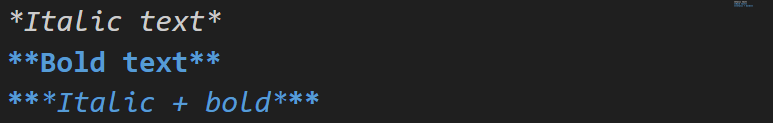 *Italic text*
**Bold text**
***Italic + bold***